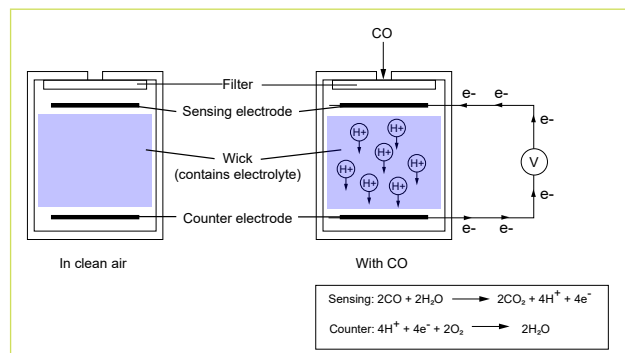 CO
Filter
Sensing electrode
Wick
(contains electrolyte)
Counter electrode
e-
e-
e-
e-
V
e-
e-
e-
H+
H+
H+
H+
H+
H+
H+
In clean air
With CO
Sensing: 2CO + 2H₂O ⟶ 2CO₂ + 4H⁺ + 4e⁻
Counter: 4H⁺ + 4e⁻ + 2O₂ ⟶ 2H₂O